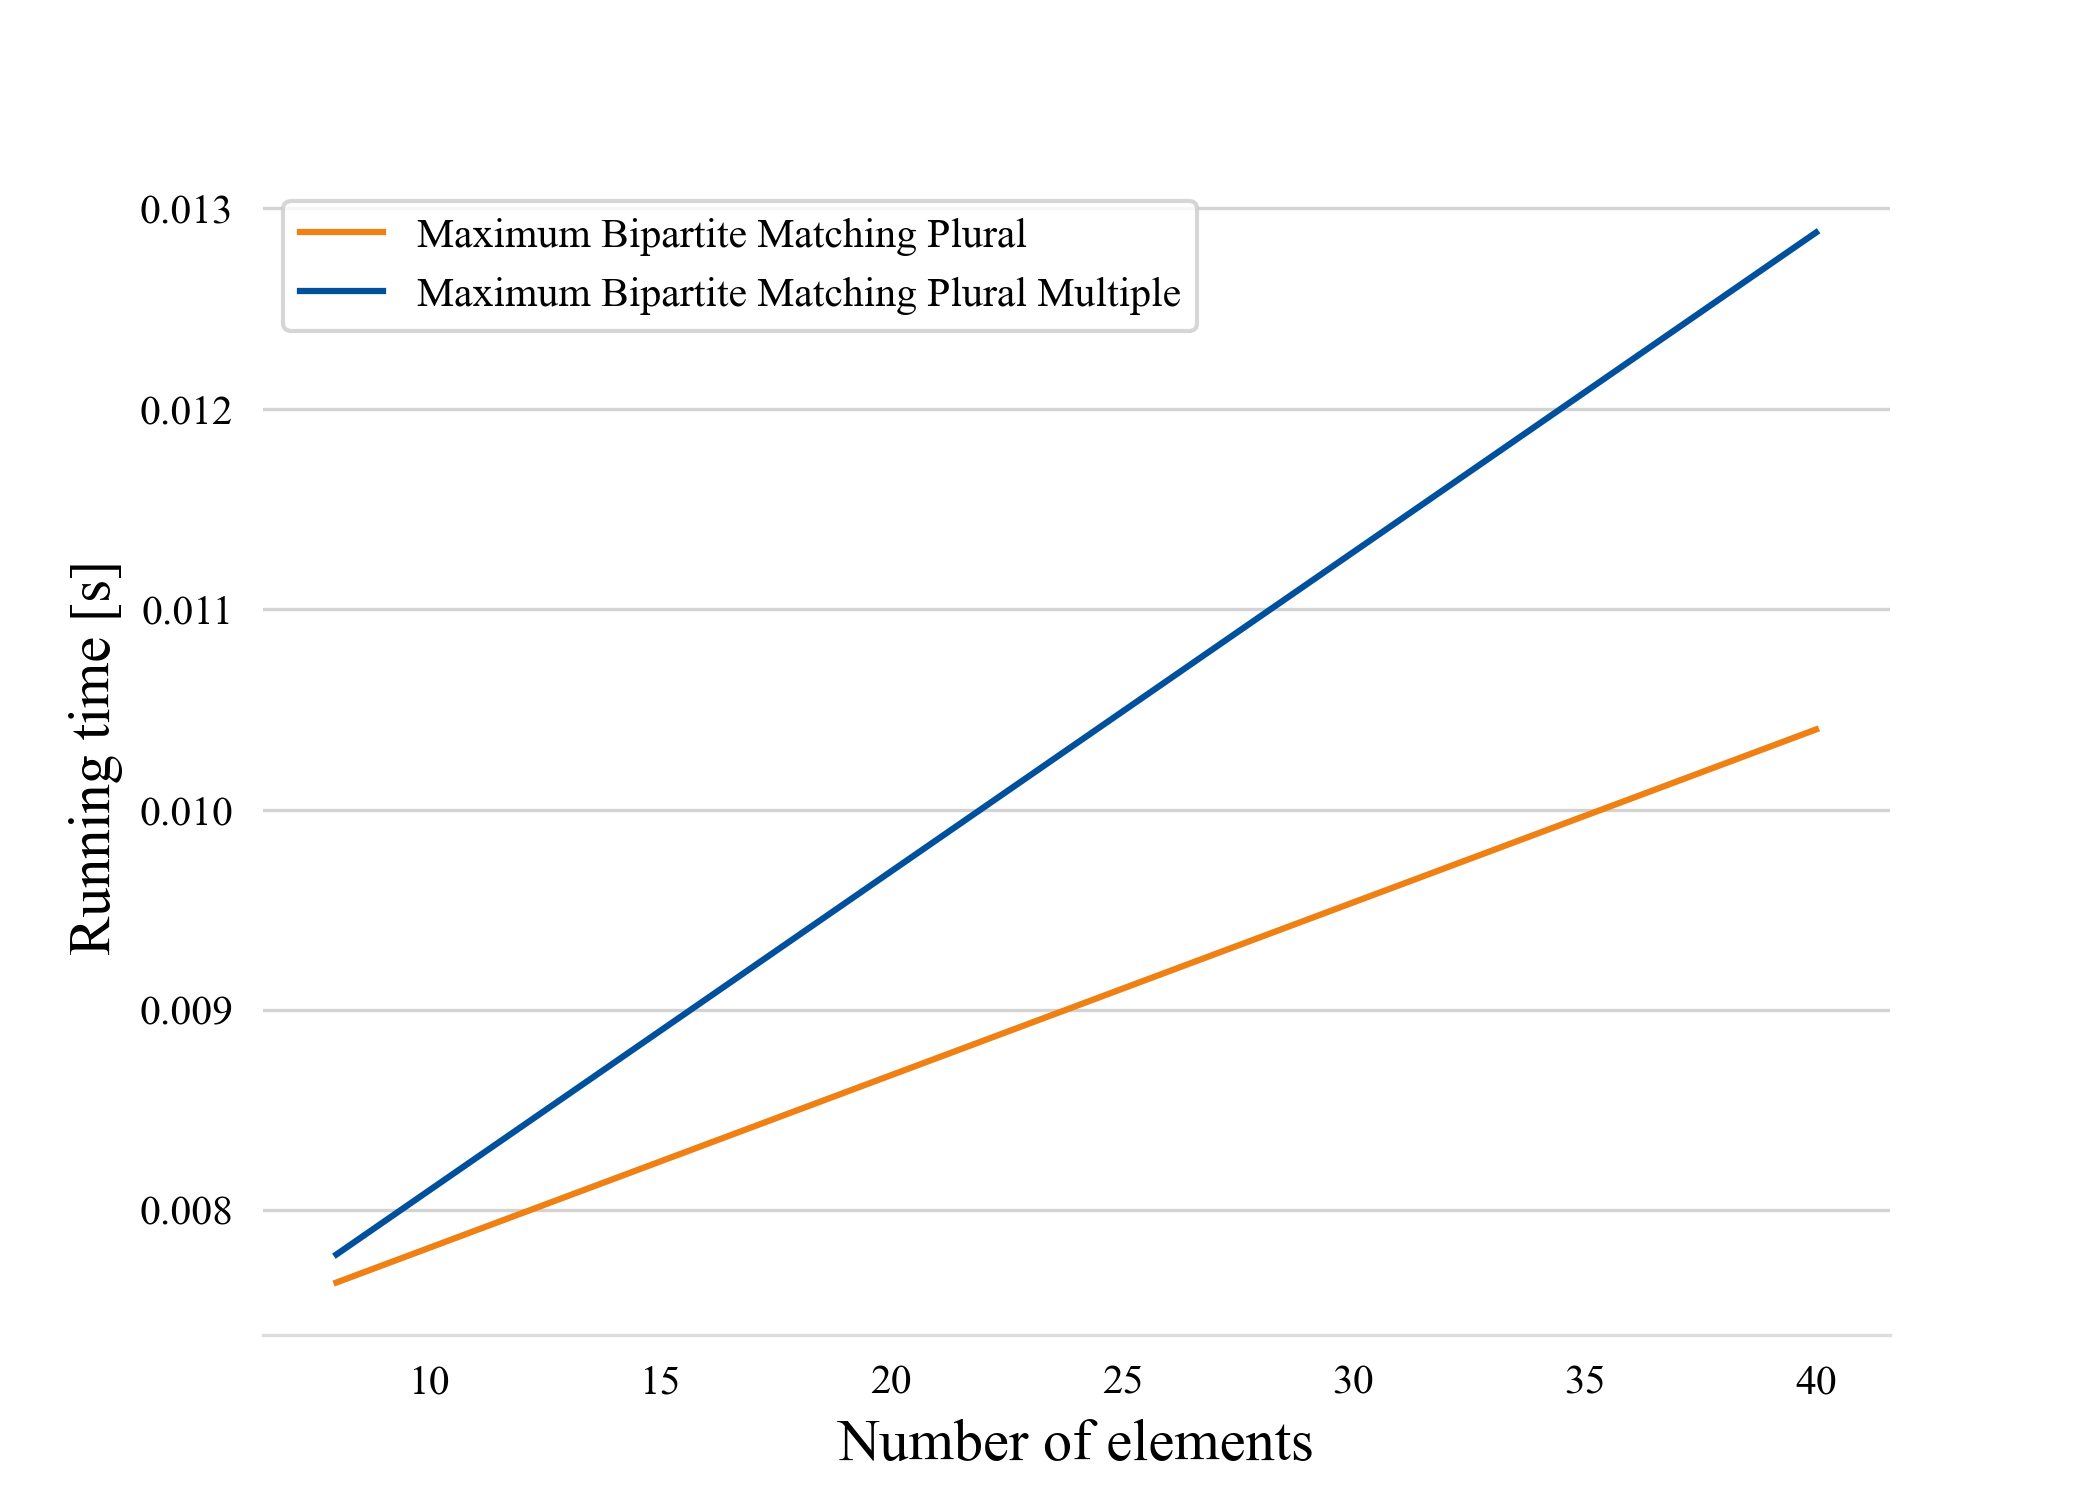 0.013
0.012
0.011
0.010
0.009
0.008
Running time [s]
Maximum Bipartite Matching Plural
Maximum Bipartite Matching Plural Multiple
10 15 20 25 30 35 40
Number of elements